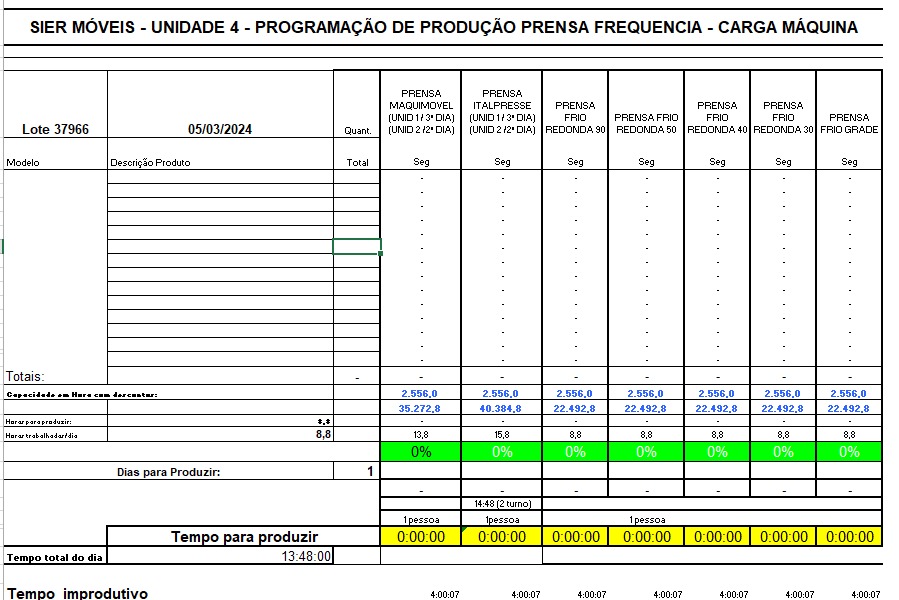 SIER MÓVEIS - UNIDADE 4 - PROGRAMAÇÃO DE PRODUÇÃO PRENSA FREQUENCIA - CARGA MÁQUINA
Lote 37966 05/03/2024 Quant. PRENSA MAQUIMOVEL (UNID 1 / 3ª DIA) (UNID 2 / 2ª DIA) PRENSA ITALPRESSE (UNID 1 / 3ª DIA) (UNID 2 / 2ª DIA) PRENSA FRIO REDONDA 90 PRENSA FRIO REDONDA 50 PRENSA FRIO REDONDA 40 PRENSA FRIO REDONDA 30 PRENSA FRIO GRADE
Modelo Descrição Produto Total Seg Seg Seg Seg Seg Seg Seg
- - - - - - -
- - - - - - -
- - - - - - -
- - - - - - -
- - - - - - -
- - - - - - -
- - - - - - -
- - - - - - -
- - - - - - -
- - - - - - -
- - - - - - -
- - - - - - -
- - - - - - -
- - - - - - -
Totais: - - - - - - - -
Capacidade em Hora com descontos: 2.556,0 2.556,0 2.556,0 2.556,0 2.556,0 2.556,0 2.556,0
35.272,8 40.384,8 22.492,8 22.492,8 22.492,8 22.492,8 22.492,8
Horas para produzir: *,* - - - - - - -
Horas trabalhadas/dia 8,8 13,8 15,8 8,8 8,8 8,8 8,8 8,8
0% 0% 0% 0% 0% 0% 0%
Dias para Produzir: 1
- - - - - - -
14:48 (2 turno)
1 pessoa 1 pessoa 1 pessoa
Tempo para produzir 0:00:00 0:00:00 0:00:00 0:00:00 0:00:00 0:00:00 0:00:00
Tempo total do dia 13:48:00
Tempo improdutivo 4:00:07 4:00:07 4:00:07 4:00:07 4:00:07 4:00:07 4:00:07